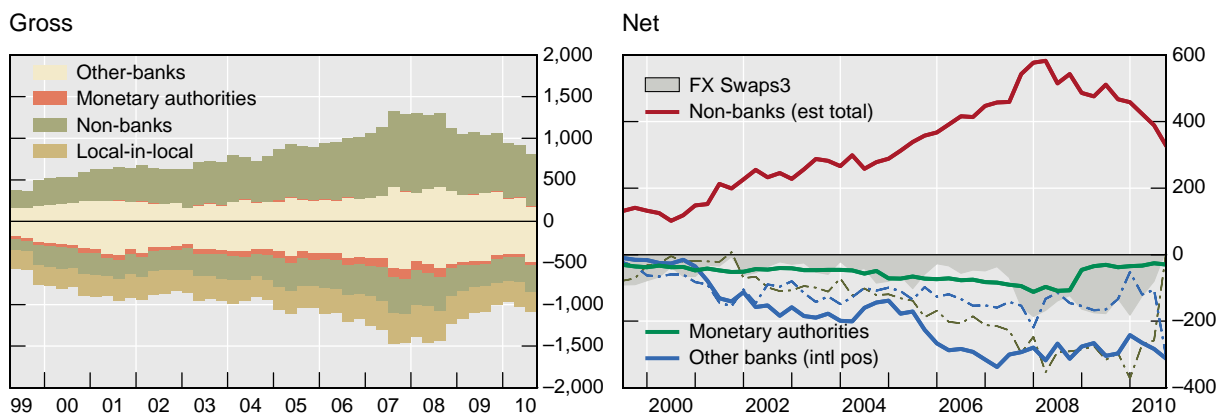 Gross
2,000
1,500
1,000
500
0
–500
–1,000
–1,500
–2,000
Other-banks
Monetary authorities
Non-banks
Local-in-local
99 00 01 02 03 04 05 06 07 08 09 10
Net
600
400
200
0
–200
–400
FX Swaps3
Non-banks (est total)
Monetary authorities
Other banks (intl pos)
2000 2002 2004 2006 2008 2010